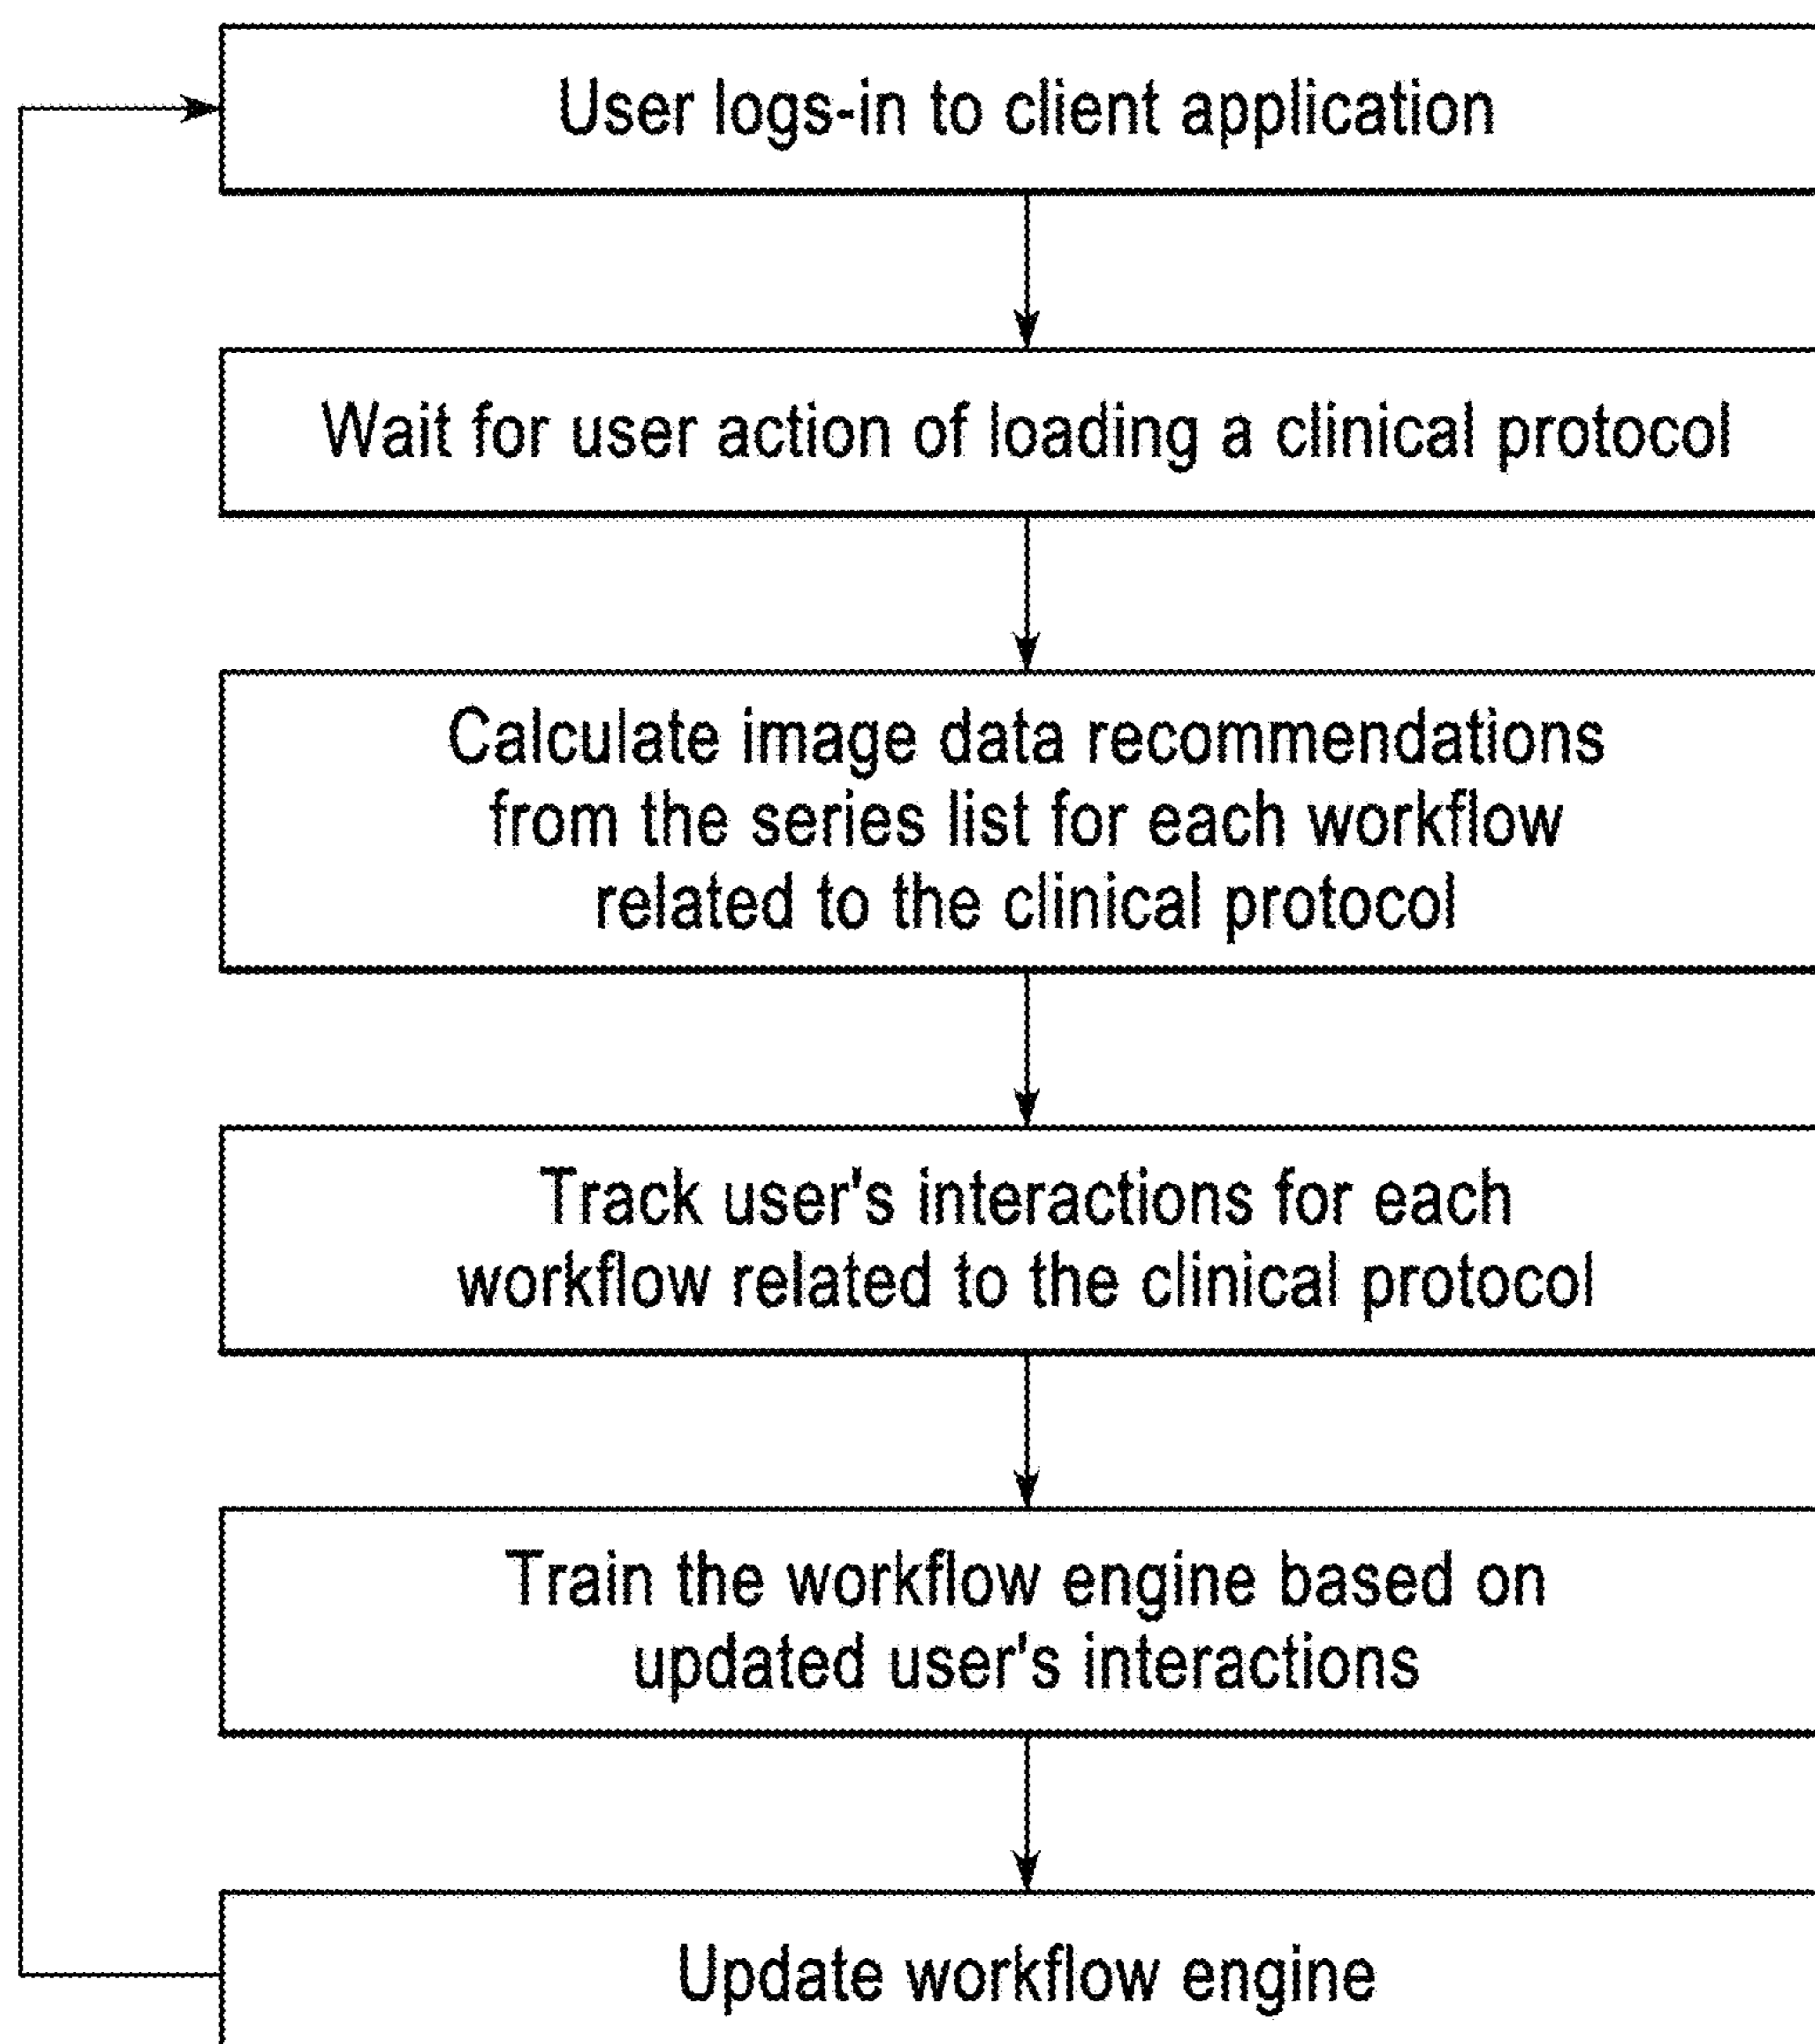 User logs-in to client application
Wait for user action of loading a clinical protocol
Calculate image data recommendations
from the series list for each workflow
related to the clinical protocol
Track user's interactions for each
workflow related to the clinical protocol
Train the workflow engine based on
updated user's interactions
Update workflow engine